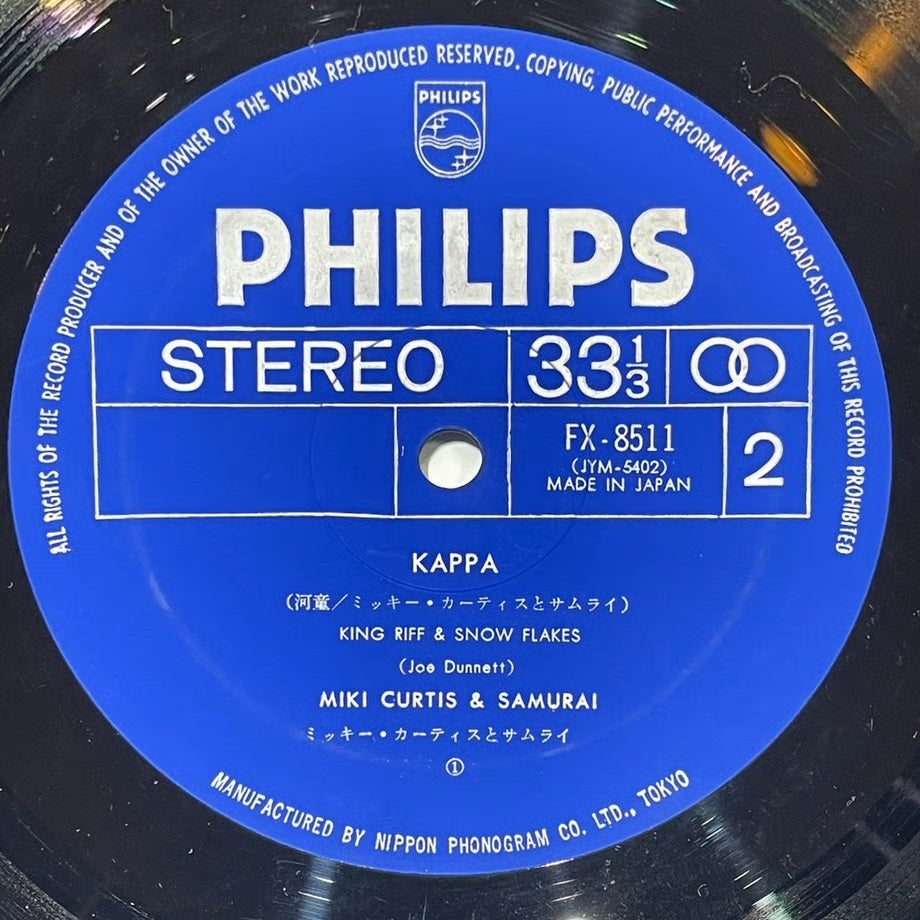 ALL RIGHTS OF THE RECORD PRODUCER AND OF THE OWNER OF THE WORK REPRODUCED RESERVED. COPYING, PUBLIC PERFORMANCE AND BROADCASTING OF THIS RECORD PROHIBITED
PHILIPS
PHILIPS
STEREO 33 1/3
FX-8511
(JYM-5402)
MADE IN JAPAN
2
KAPPA
(河童/ミッキー・カーティスとサムライ)
KING RIFF & SNOW FLAKES
(Joe Dunnett)
MIKI CURTIS & SAMURAI
ミッキー・カーティスとサムライ
①
MANUFACTURED BY NIPPON PHONOGRAM CO. LTD., TOKYO